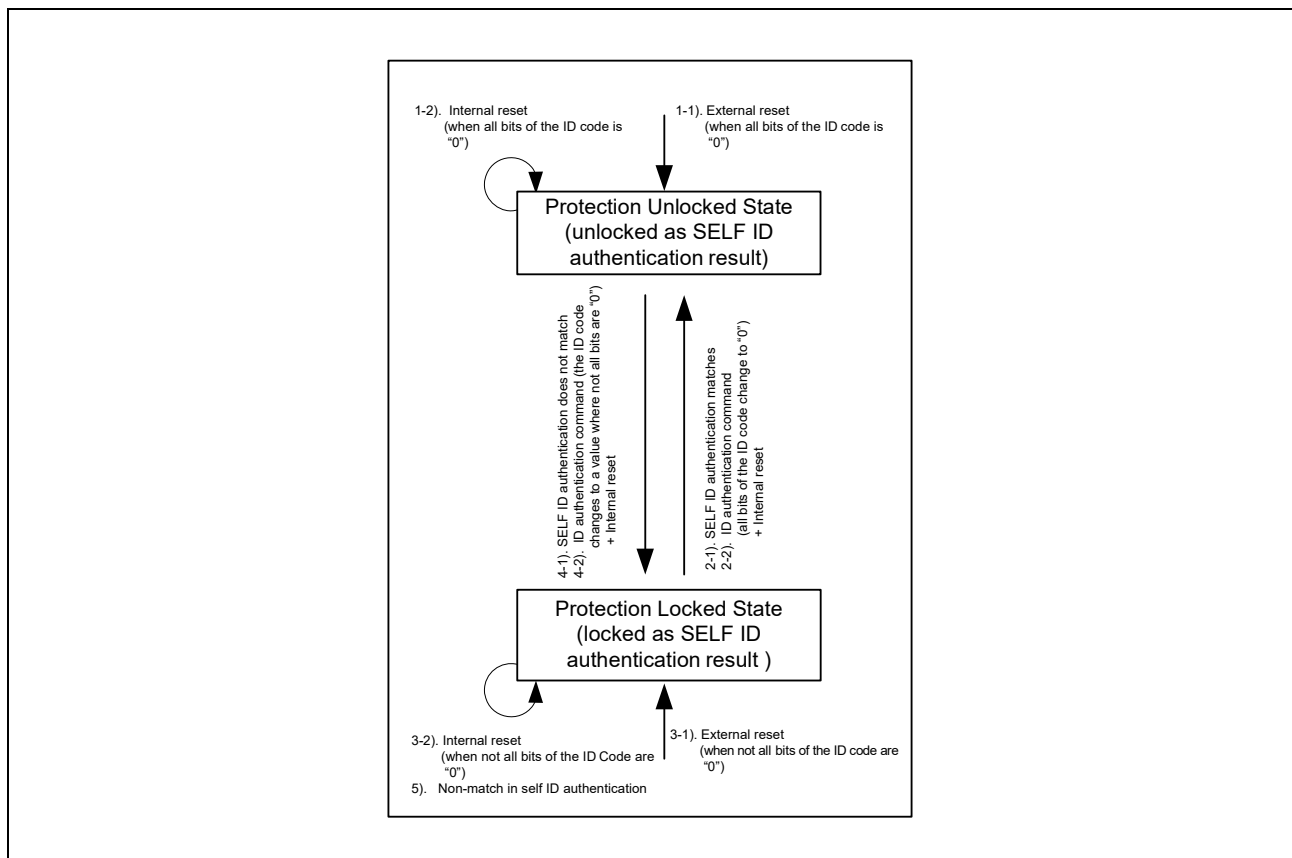 1-2). Internal reset
(when all bits of the ID code is
“0”)
1-1). External reset
(when all bits of the ID code is
“0”)
Protection Unlocked State
(unlocked as SELF ID
authentication result)
4-1). SELF ID authentication does not match
4-2). ID authentication command (the ID code
changes to a value where not all bits are “0”)
+ Internal reset
2-1). SELF ID authentication matches
2-2). ID authentication command
(all bits of the ID code change to “0”)
+ Internal reset
Protection Locked State
(locked as SELF ID
authentication result )
3-2). Internal reset
(when not all bits of the ID Code are
“0”)
3-1). External reset
(when not all bits of the ID code are
“0”)
5). Non-match in self ID authentication